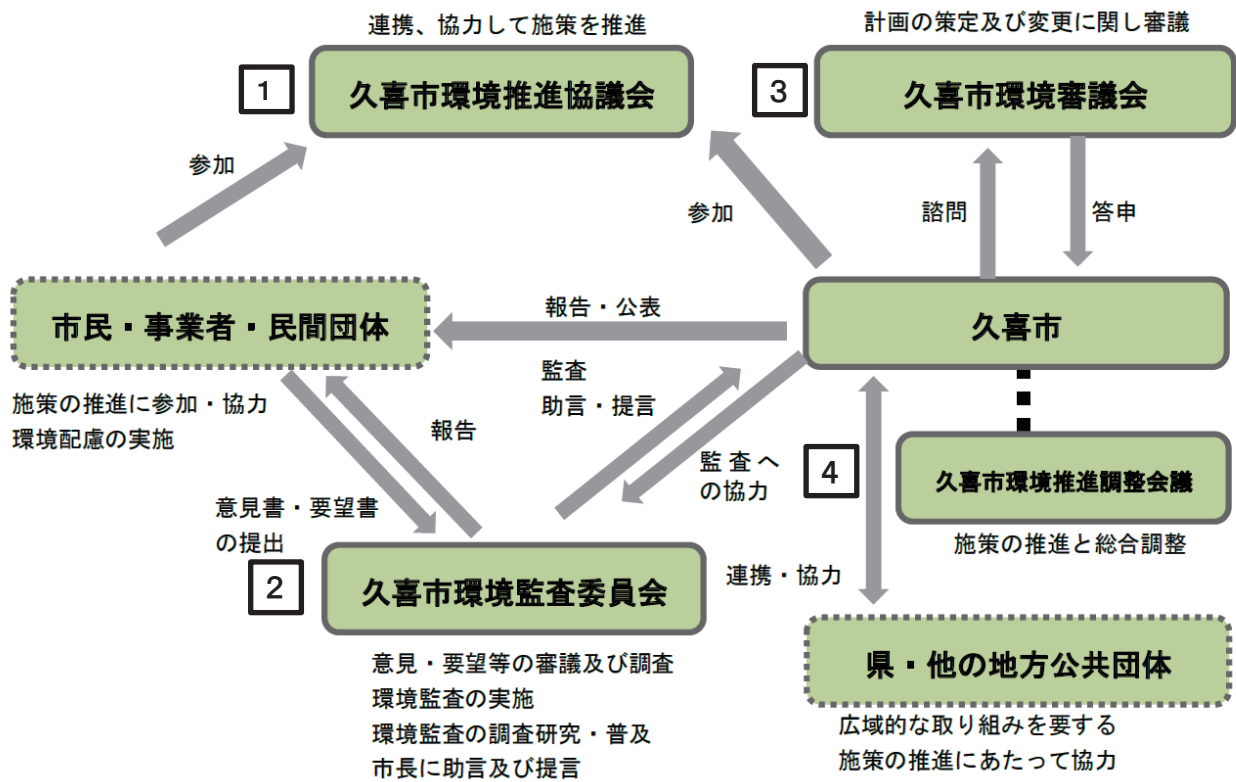 連携、協力して施策を推進
1
久喜市環境推進協議会
計画の策定及び変更に関し審議
3
久喜市環境審議会
参加
参加
諮問
答申
市民・事業者・民間団体
施策の推進に参加・協力
環境配慮の実施
報告・公表
久喜市
監査
助言・提言
報告
監査へ
の協力
4
久喜市環境推進調整会議
施策の推進と総合調整
意見書・要望書
の提出
2
久喜市環境監査委員会
意見・要望等の審議及び調査
環境監査の実施
環境監査の調査研究・普及
市長に助言及び提言
連携・協力
県・他の地方公共団体
広域的な取り組みを要する
施策の推進にあたって協力